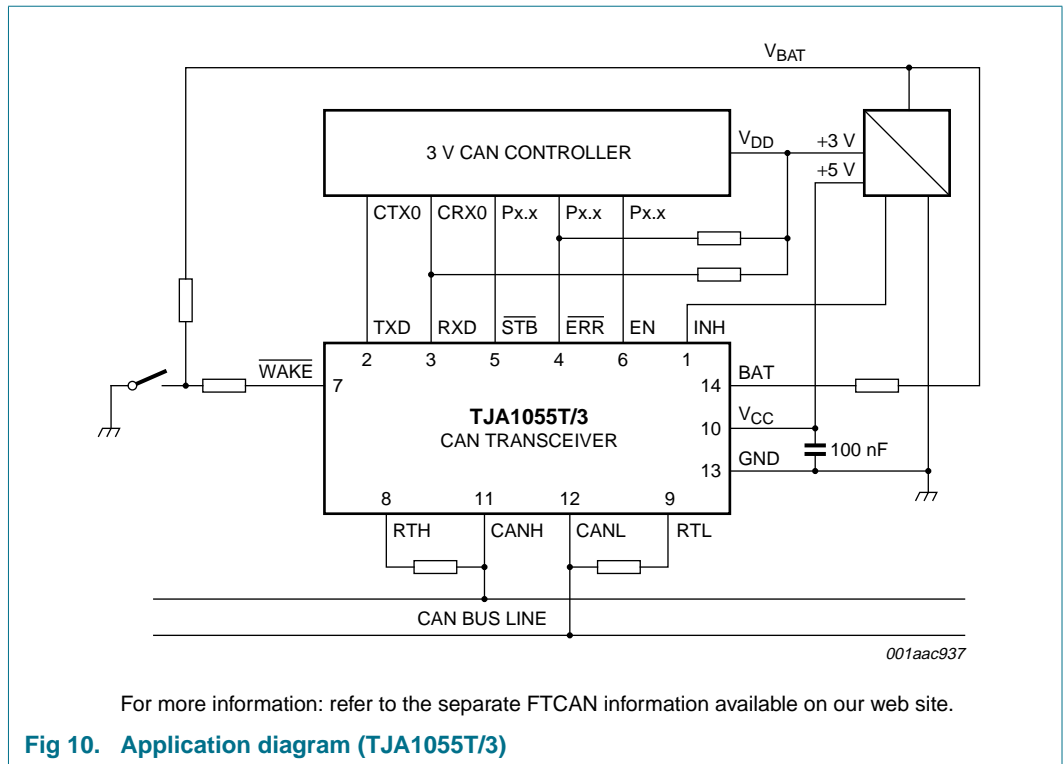 VBAT
3 V CAN CONTROLLER
VDD
+3 V
+5 V
CTX0 CRX0 Px.x Px.x Px.x
TXD RXD STB ERR EN INH
2 3 5 4 6 1
WAKE
7
14 BAT
TJA1055T/3
CAN TRANSCEIVER
10 VCC
100 nF
13 GND
8 11 12 9
RTH CANH CANL RTL
CAN BUS LINE
001aac937
For more information: refer to the separate FTCAN information available on our web site.
Fig 10. Application diagram (TJA1055T/3)